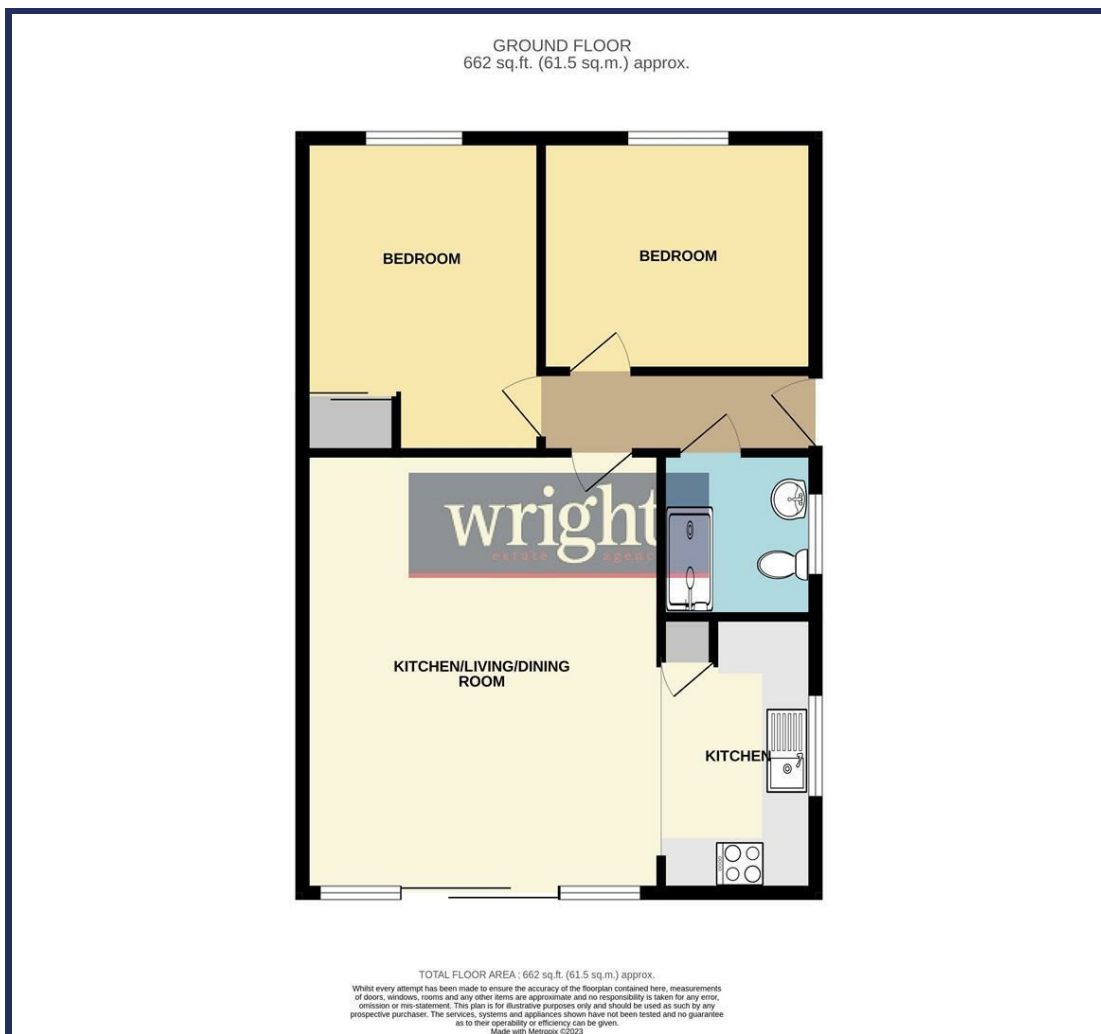 GROUND FLOOR
662 sq.ft. (61.5 sq.m.) approx.
BEDROOM
BEDROOM
wright
estate agency
KITCHEN/LIVING/DINING
ROOM
KITCHEN
TOTAL FLOOR AREA : 662 sq.ft. (61.5 sq.m.) approx.
Whilst every attempt has been made to ensure the accuracy of the floorplan contained here, measurements
of doors, windows, rooms and any other items are approximate and no responsibility is taken for any error,
omission or mis-statement. This plan is for illustrative purposes only and should be used as such by any
prospective purchaser. The services, systems and appliances shown have not been tested and no guarantee
as to their operability or efficiency can be given.
Made with Metropix ©2023